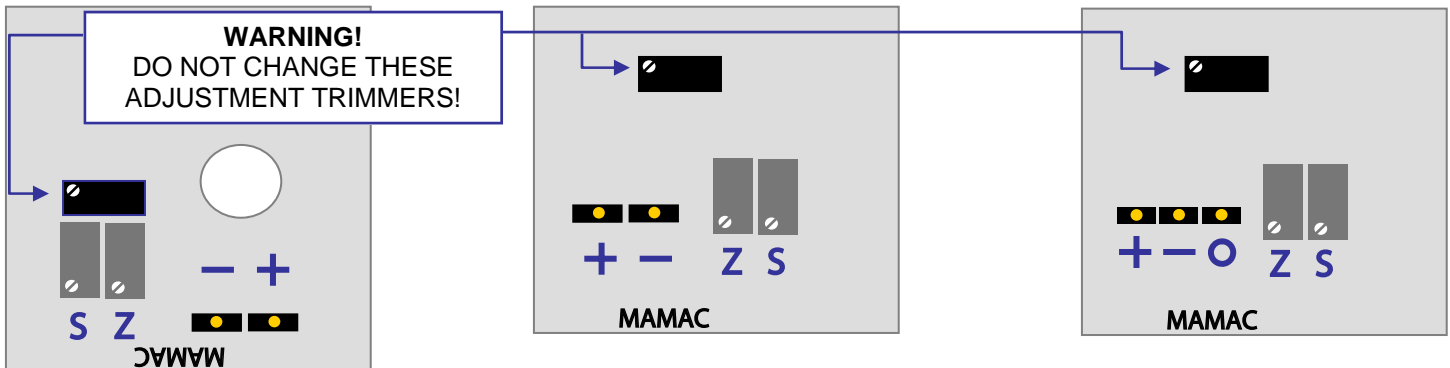 WARNING!
DO NOT CHANGE THESE
ADJUSTMENT TRIMMERS!
− +
S Z
MAMAC
+ −
Z S
MAMAC
+ − O
Z S
MAMAC